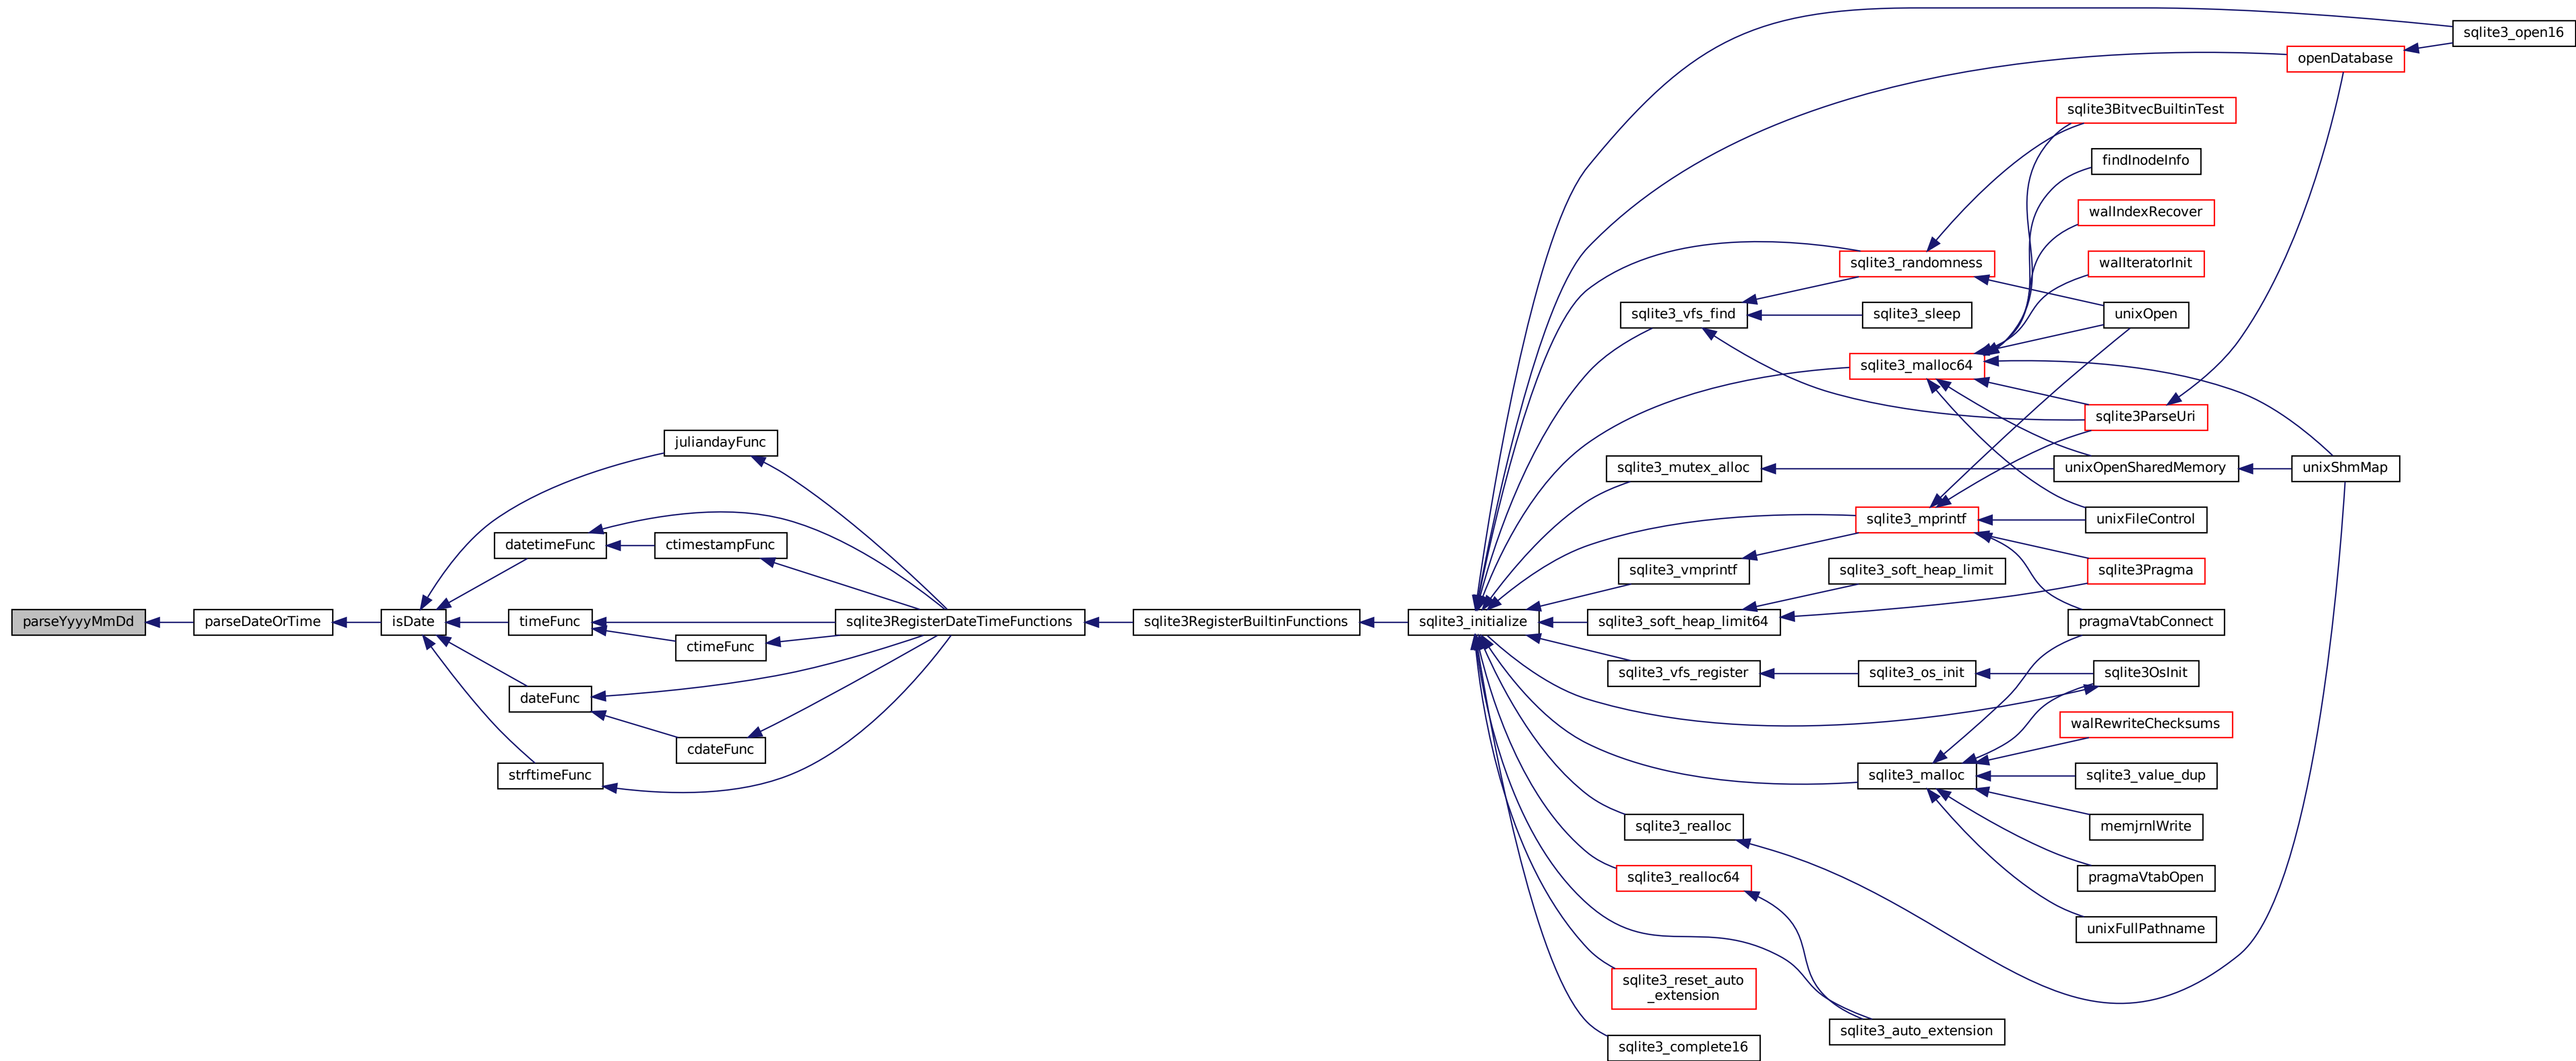 sqlite3_open16
openDatabase
sqlite3BitvecBuiltinTest
findInodeInfo
walIndexRecover
walIteratorInit
sqlite3_randomness
sqlite3_vfs_find
sqlite3_sleep
unixOpen
sqlite3_malloc64
sqlite3ParseUri
juliandayFunc
sqlite3_mutex_alloc
unixOpenSharedMemory
unixShmMap
sqlite3_mprintf
unixFileControl
datetimeFunc
ctimestampFunc
sqlite3_vmprintf
sqlite3_soft_heap_limit
sqlite3Pragma
parseYyyyMmDd
parseDateOrTime
isDate
timeFunc
sqlite3RegisterDateTimeFunctions
sqlite3RegisterBuiltinFunctions
sqlite3_initialize
sqlite3_soft_heap_limit64
pragmaVtabConnect
ctimeFunc
sqlite3_vfs_register
sqlite3_os_init
sqlite3OsInit
dateFunc
walRewriteChecksums
cdateFunc
strftimeFunc
sqlite3_malloc
sqlite3_value_dup
sqlite3_realloc
memjrnlWrite
sqlite3_realloc64
pragmaVtabOpen
unixFullPathname
sqlite3_reset_auto
_extension
sqlite3_auto_extension
sqlite3_complete16